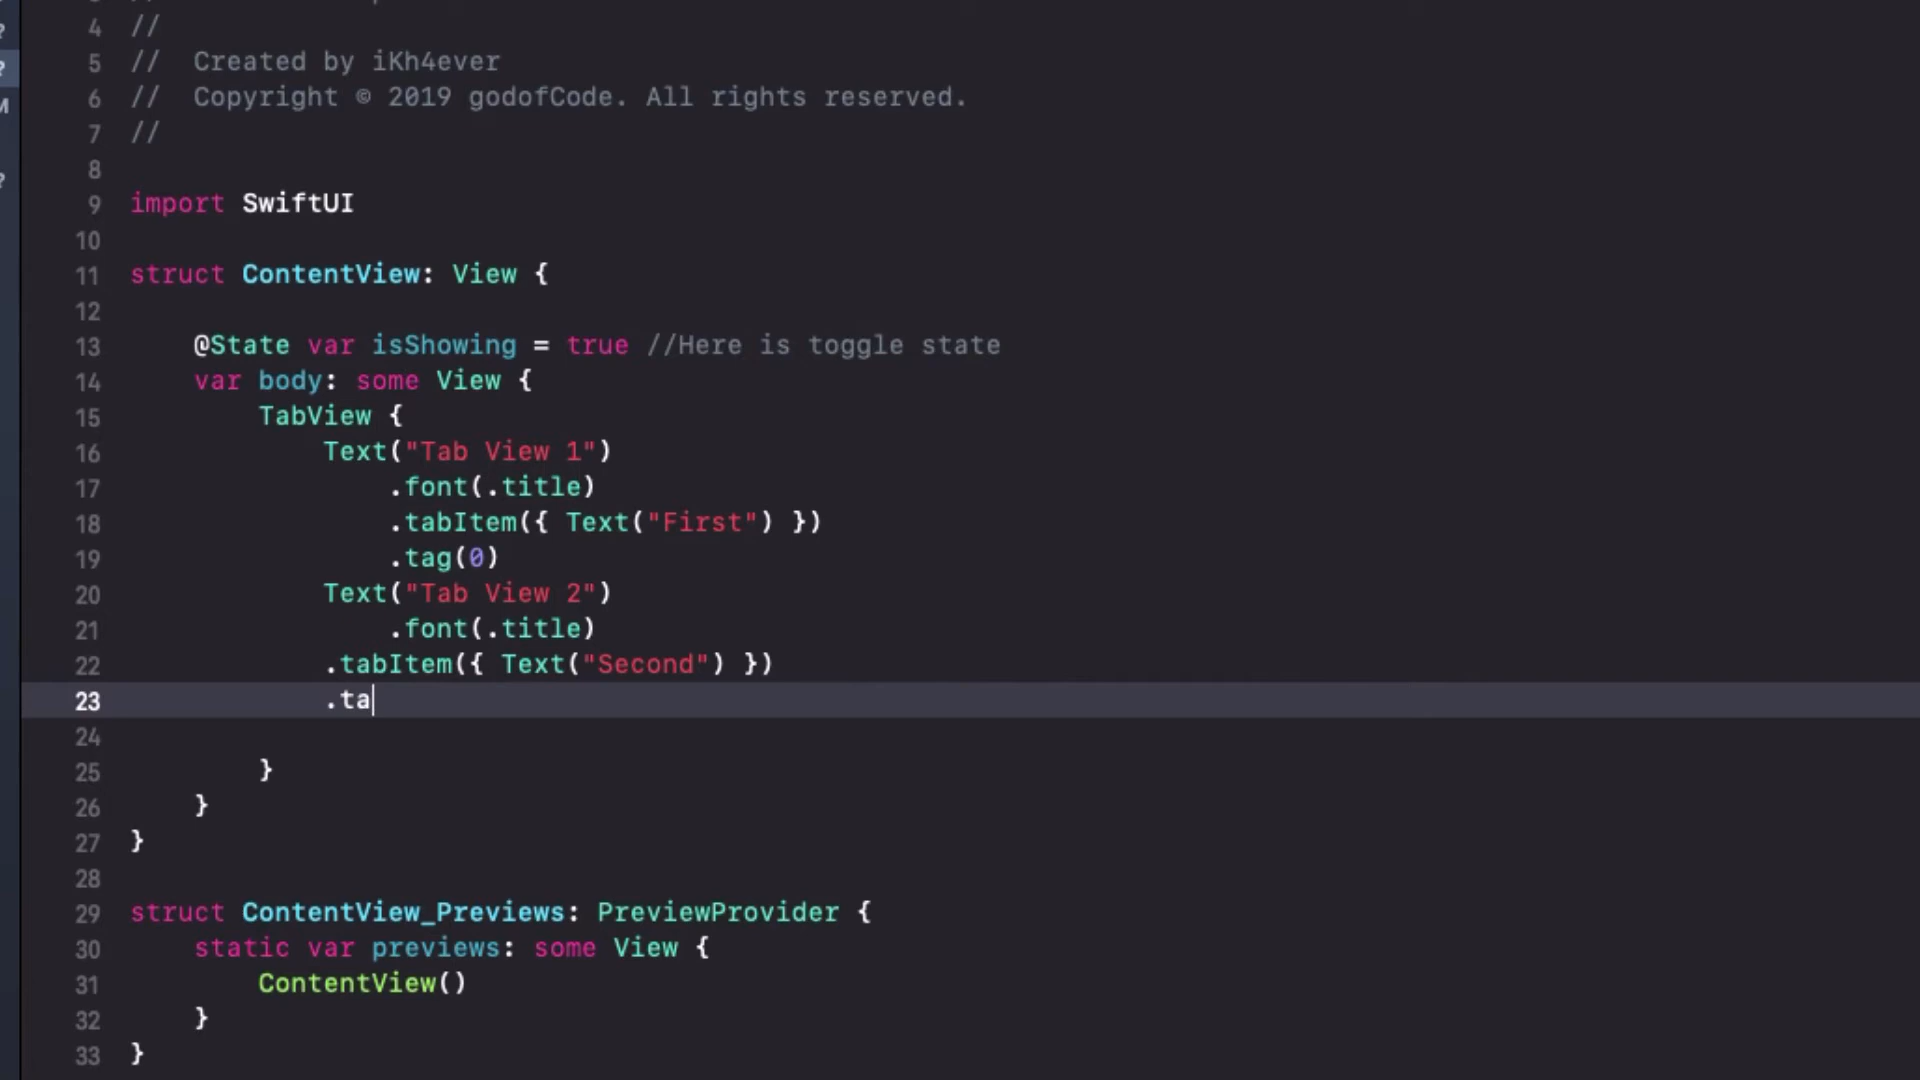 4 //
5 //  Created by iKh4ever
6 //  Copyright © 2019 godofCode. All rights reserved.
7 //
8
9 import SwiftUI
10
11 struct ContentView: View {
12
13     @State var isShowing = true //Here is toggle state
14     var body: some View {
15         TabView {
16             Text("Tab View 1")
17                 .font(.title)
18                 .tabItem({ Text("First") })
19                 .tag(0)
20             Text("Tab View 2")
21                 .font(.title)
22             .tabItem({ Text("Second") })
23             .ta
24
25         }
26     }
27 }
28
29 struct ContentView_Previews: PreviewProvider {
30     static var previews: some View {
31         ContentView()
32     }
33 }